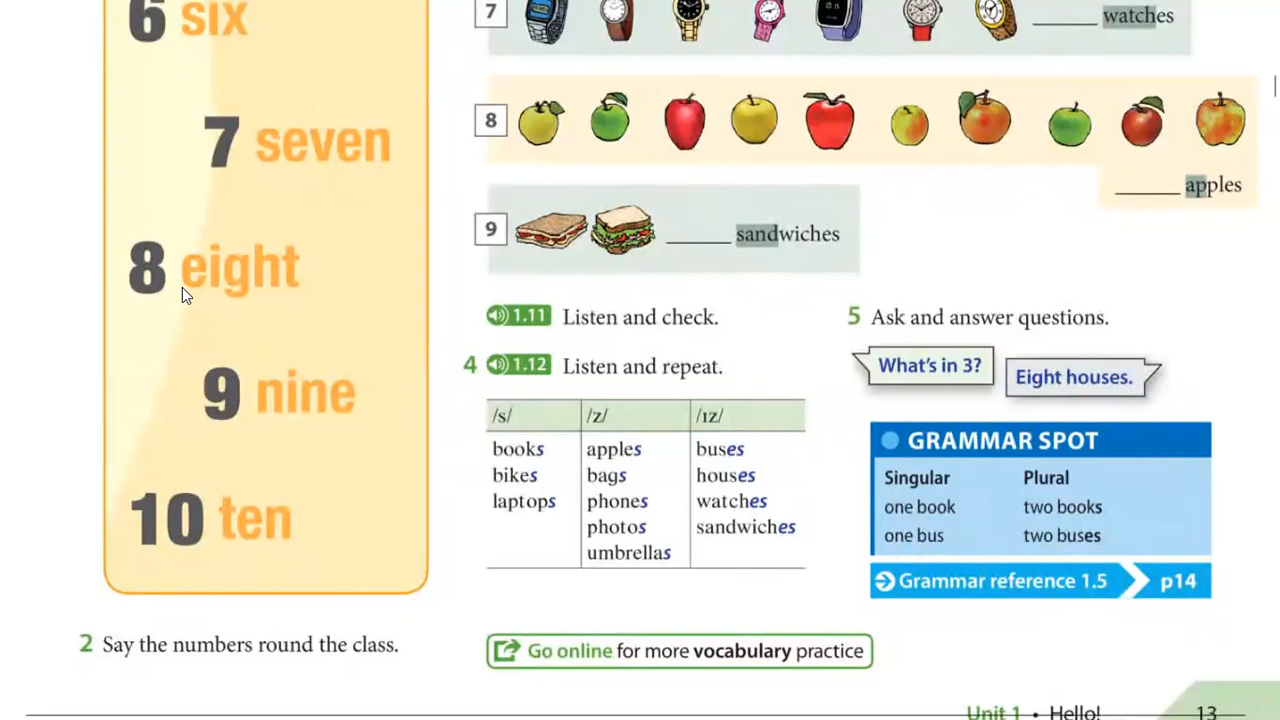 6 six
7 seven
8 eight
9 nine
10 ten
2 Say the numbers round the class.
7 ______ watches
8 ______ apples
9 ______ sandwiches
1.11 Listen and check.
4 1.12 Listen and repeat.
/s/ /z/ /ɪz/
books apples buses
bikes bags houses
laptops phones watches
photos sandwiches
umbrellas
5 Ask and answer questions.
What's in 3?
Eight houses.
GRAMMAR SPOT
Singular Plural
one book two books
one bus two buses
Grammar reference 1.5 p14
Go online for more vocabulary practice
Unit 1 • Hello! 13